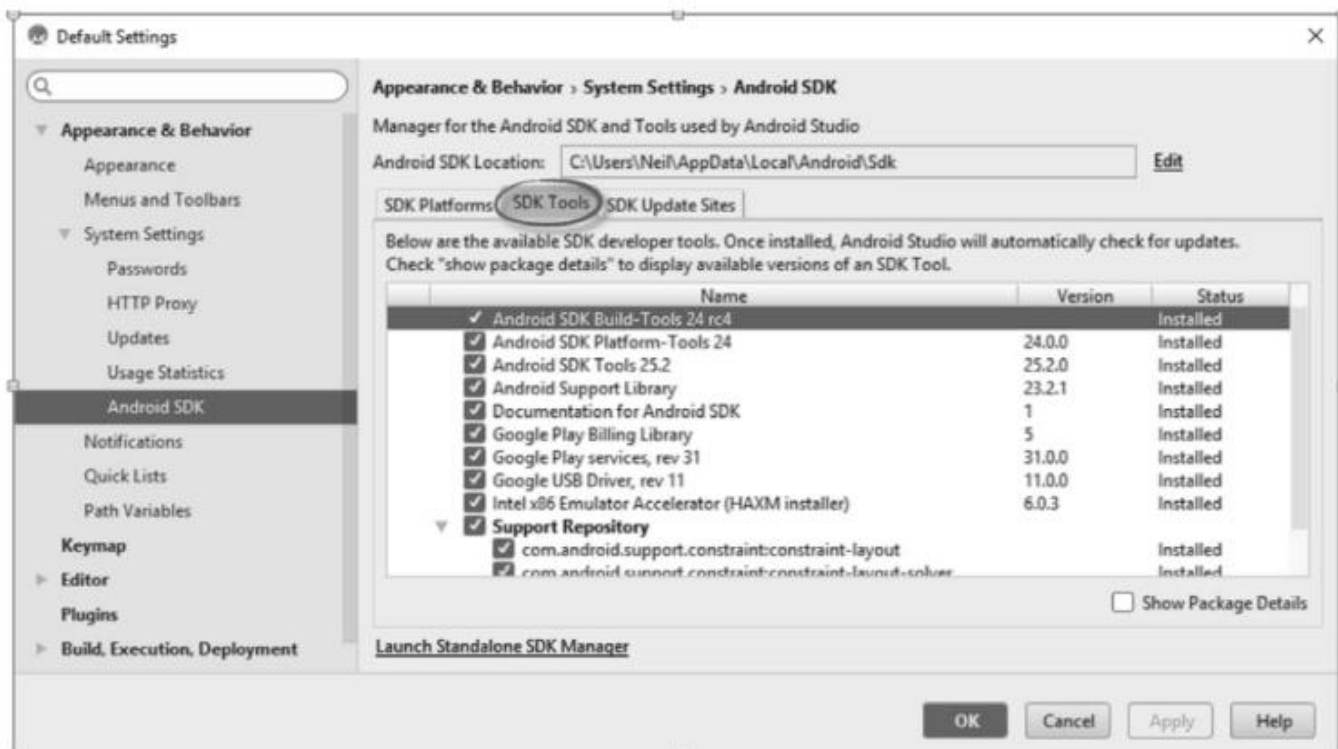 Default Settings
Appearance & Behavior
Appearance
Menus and Toolbars
System Settings
Passwords
HTTP Proxy
Updates
Usage Statistics
Android SDK
Notifications
Quick Lists
Path Variables
Keymap
Editor
Plugins
Build, Execution, Deployment
Appearance & Behavior › System Settings › Android SDK
Manager for the Android SDK and Tools used by Android Studio
Android SDK Location: C:\Users\Neil\AppData\Local\Android\Sdk Edit
SDK Platforms SDK Tools SDK Update Sites
Below are the available SDK developer tools. Once installed, Android Studio will automatically check for updates.
Check "show package details" to display available versions of an SDK Tool.
Name Version Status
Android SDK Build-Tools 24 rc4 Installed
Android SDK Platform-Tools 24 24.0.0 Installed
Android SDK Tools 25.2 25.2.0 Installed
Android Support Library 23.2.1 Installed
Documentation for Android SDK 1 Installed
Google Play Billing Library 5 Installed
Google Play services, rev 31 31.0.0 Installed
Google USB Driver, rev 11 11.0.0 Installed
Intel x86 Emulator Accelerator (HAXM installer) 6.0.3 Installed
Support Repository
com.android.support.constraint:constraint-layout Installed
com.android.support.constraint:constraint-layout-solver Installed
Show Package Details
Launch Standalone SDK Manager
OK Cancel Apply Help